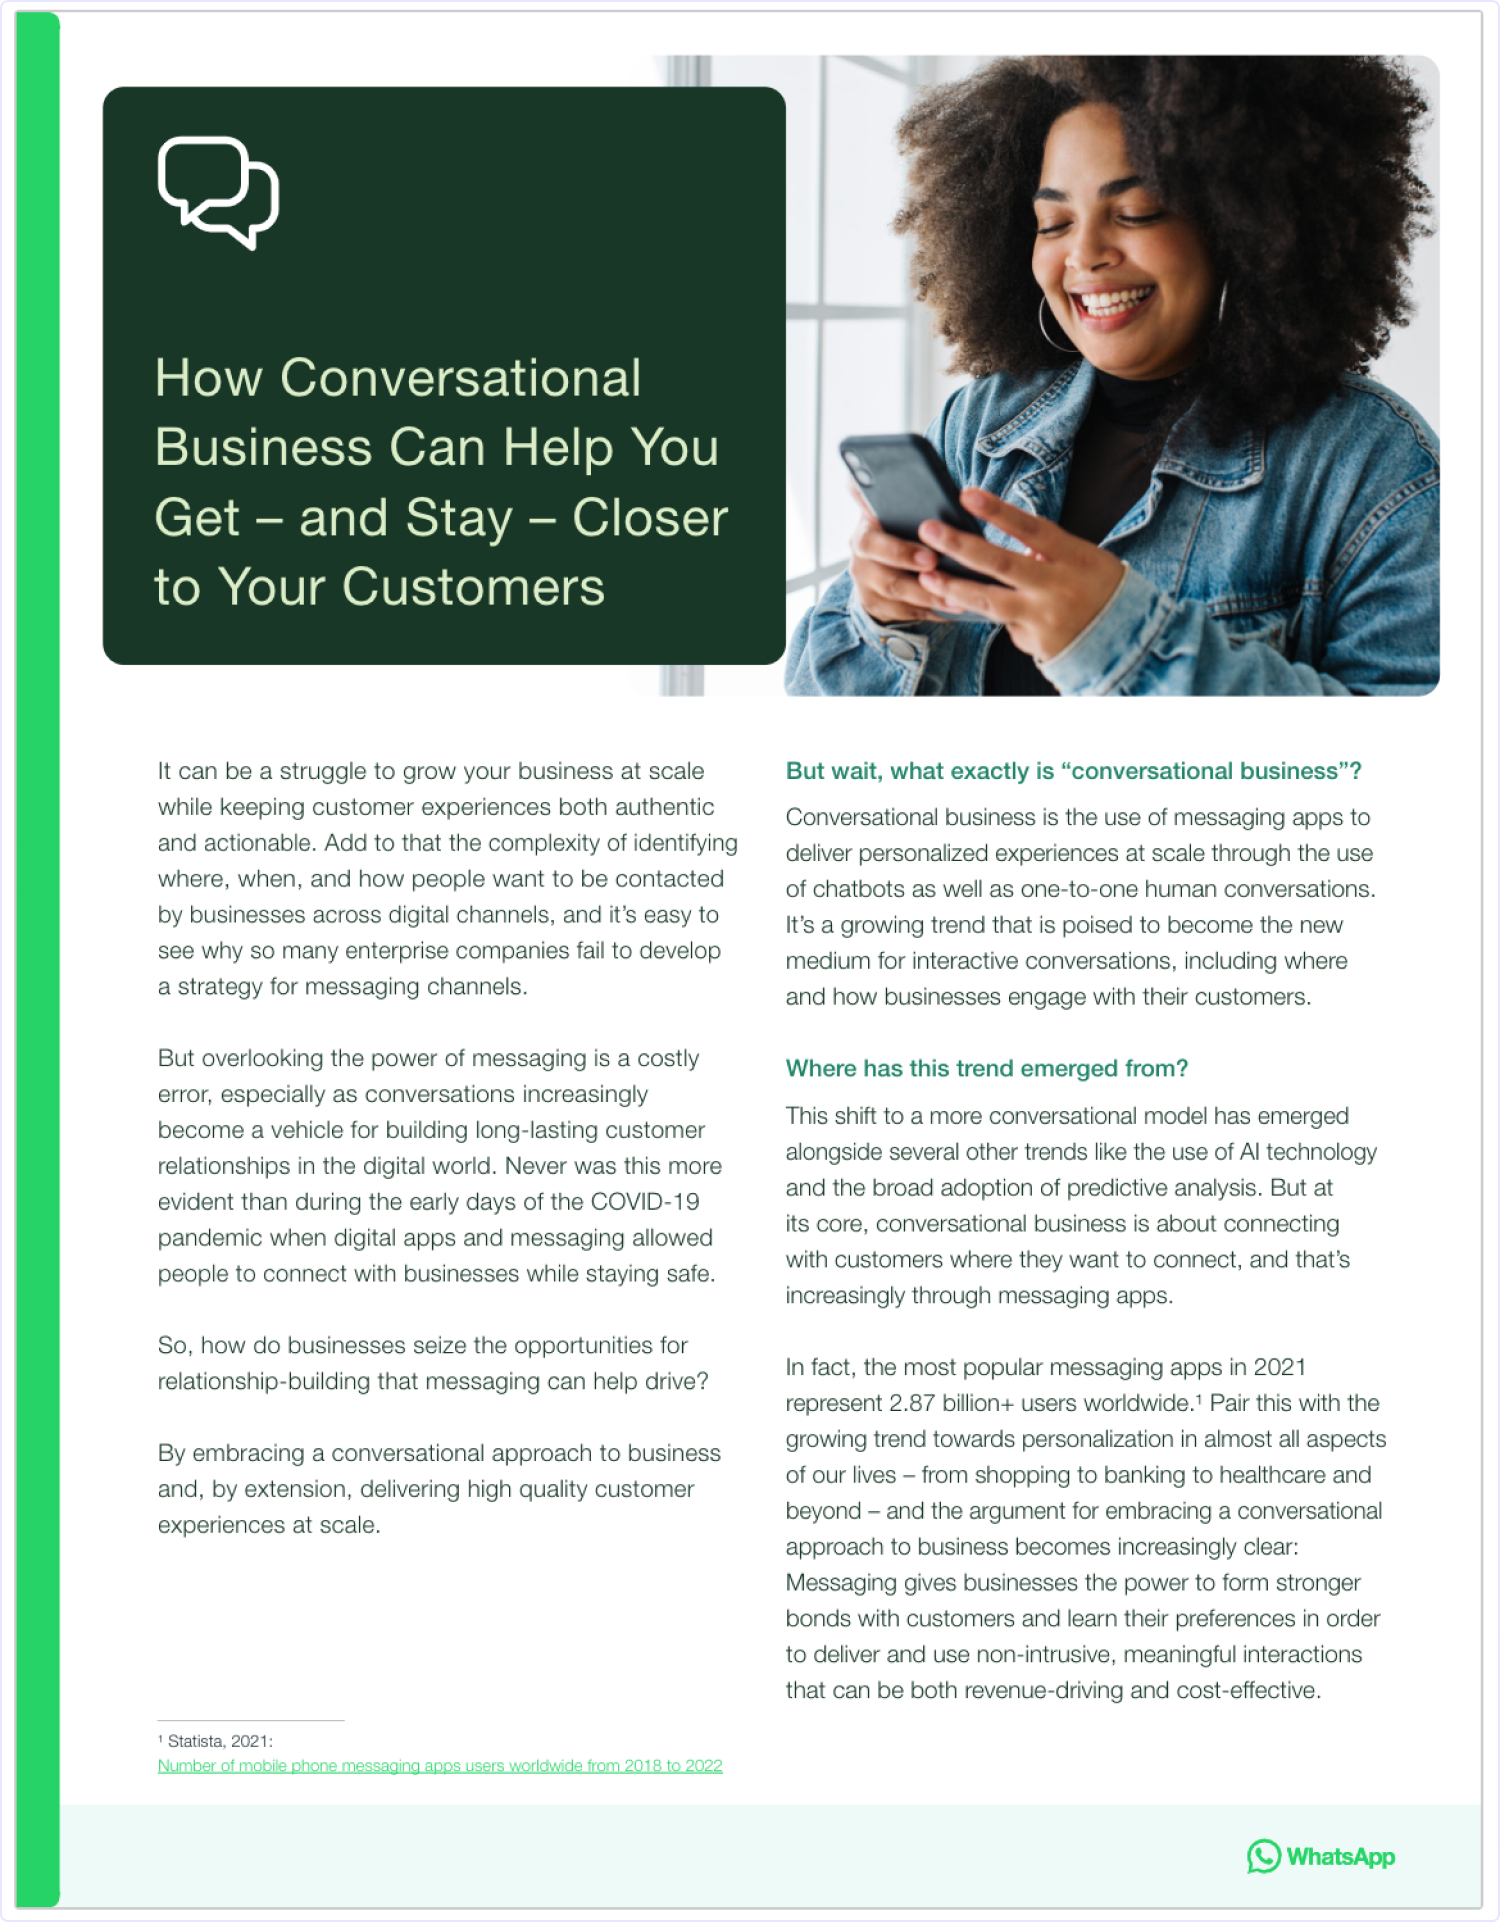 How Conversational
Business Can Help You
Get – and Stay – Closer
to Your Customers
It can be a struggle to grow your business at scale
while keeping customer experiences both authentic
and actionable. Add to that the complexity of identifying
where, when, and how people want to be contacted
by businesses across digital channels, and it’s easy to
see why so many enterprise companies fail to develop
a strategy for messaging channels.
But overlooking the power of messaging is a costly
error, especially as conversations increasingly
become a vehicle for building long-lasting customer
relationships in the digital world. Never was this more
evident than during the early days of the COVID-19
pandemic when digital apps and messaging allowed
people to connect with businesses while staying safe.
So, how do businesses seize the opportunities for
relationship-building that messaging can help drive?
By embracing a conversational approach to business
and, by extension, delivering high quality customer
experiences at scale.
¹ Statista, 2021:
Number of mobile phone messaging apps users worldwide from 2018 to 2022
But wait, what exactly is “conversational business”?
Conversational business is the use of messaging apps to
deliver personalized experiences at scale through the use
of chatbots as well as one-to-one human conversations.
It’s a growing trend that is poised to become the new
medium for interactive conversations, including where
and how businesses engage with their customers.
Where has this trend emerged from?
This shift to a more conversational model has emerged
alongside several other trends like the use of AI technology
and the broad adoption of predictive analysis. But at
its core, conversational business is about connecting
with customers where they want to connect, and that’s
increasingly through messaging apps.
In fact, the most popular messaging apps in 2021
represent 2.87 billion+ users worldwide.¹ Pair this with the
growing trend towards personalization in almost all aspects
of our lives – from shopping to banking to healthcare and
beyond – and the argument for embracing a conversational
approach to business becomes increasingly clear:
Messaging gives businesses the power to form stronger
bonds with customers and learn their preferences in order
to deliver and use non-intrusive, meaningful interactions
that can be both revenue-driving and cost-effective.
WhatsApp